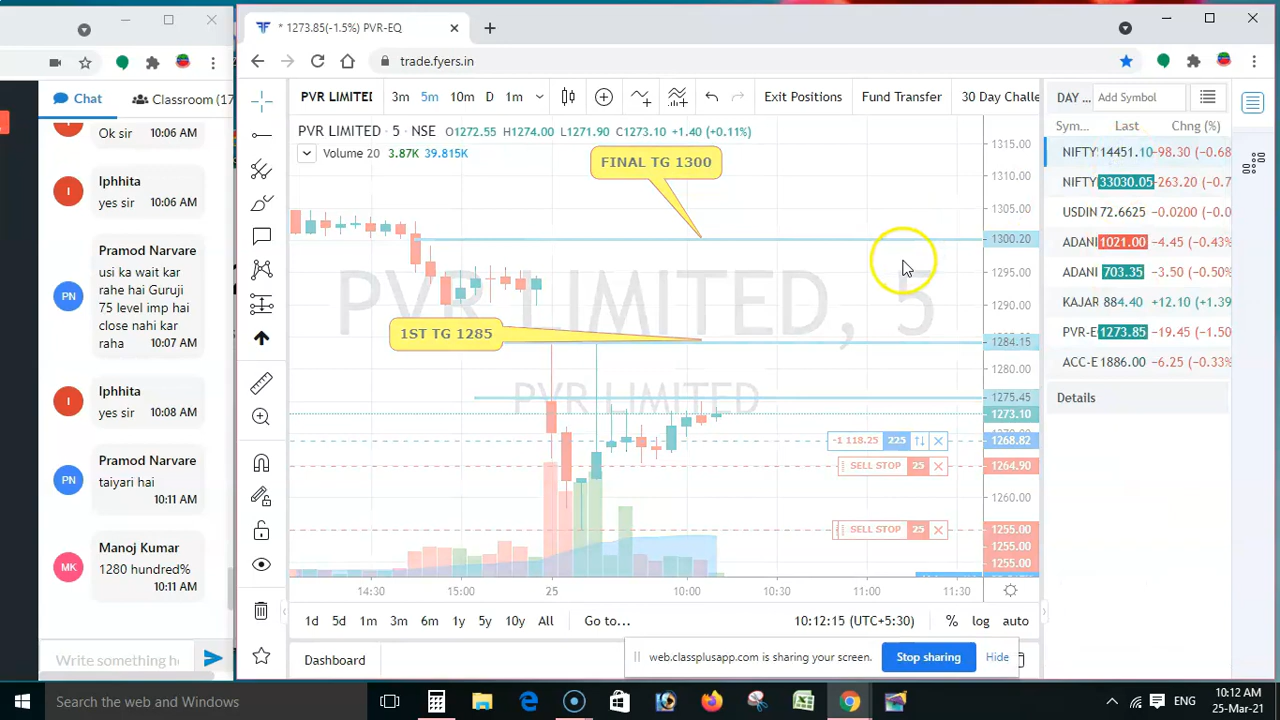 Chat
Classroom (17
Ok sir 10:06 AM
Iphhita
yes sir 10:06 AM
Pramod Narvare
usi ka wait kar
rahe hai Guruji
75 level imp hai
close nahi kar
raha 10:07 AM
Iphhita
yes sir 10:08 AM
Pramod Narvare
taiyari hai
10:11 AM
Manoj Kumar
1280 hundred%
10:11 AM
I
I
PN
I
PN
MK
Write something h
* 1273.85(-1.5%) PVR-EQ
trade.fyers.in
PVR LIMITED 3m 5m 10m D 1m Exit Positions Fund Transfer 30 Day Challe
PVR LIMITED · 5 · NSE O1272.55 H1274.00 L1271.90 C1273.10 +1.40 (+0.11%)
Volume 20 3.87K 39.815K
FINAL TG 1300
1ST TG 1285
PVR LIMITED, 5
PVR LIMITED
-1 118.25 225
SELL STOP 25
SELL STOP 25
1315.00
1310.00
1305.00
1300.20
1295.00
1290.00
1284.15
1280.00
1275.45
1273.10
1268.82
1264.90
1260.00
1255.00
1255.00
1255.00
14:30 15:00 25 10:00 10:30 11:00 11:30
1d 5d 1m 3m 6m 1y 5y 10y All Go to... 10:12:15 (UTC+5:30) % log auto
Dashboard
web.classplusapp.com is sharing your screen. Stop sharing Hide
DAY ... Add Symbol
Sym... Last Chng (%)
NIFTY 14451.10 −98.30 (−0.68
NIFTY 33030.05 −263.20 (−0.7
USDIN 72.6625 −0.0200 (−0.0
ADANI 1021.00 −4.45 (−0.43%)
ADANI 703.35 −3.50 (−0.50%)
KAJAR 884.40 +12.10 (+1.39
PVR-E 1273.85 −19.45 (−1.50
ACC-E 1886.00 −6.25 (−0.33%)
Details
Search the web and Windows
ENG
10:12 AM
25-Mar-21